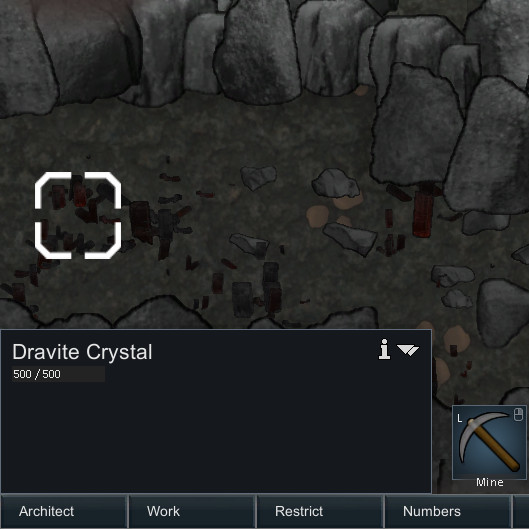 Dravite Crystal
500 / 500
L
Mine
Architect
Work
Restrict
Numbers